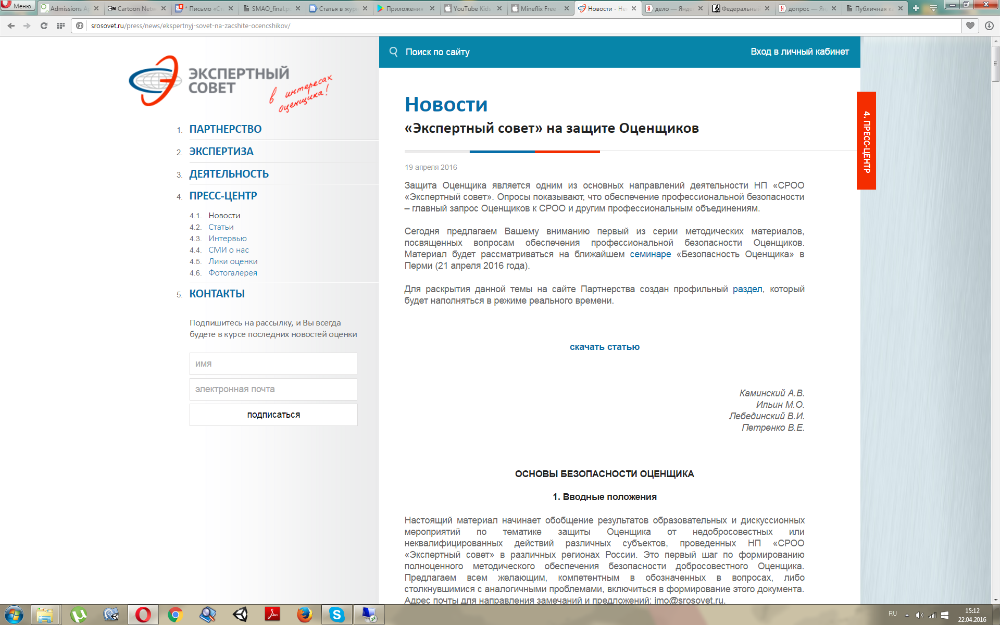 Меню
Admissions
Cartoon Netw
* Письмо «Ст
SMAO_final.p
Статья в жур
Приложения
YouTube Kids
Mineflix Free
Новости - Не
дело — Янде
Федеральны
допрос — Ян
Публичная к
srosovet.ru/press/news/ekspertnyj-sovet-na-zacshite-ocencshikov/
ЭКСПЕРТНЫЙ
СОВЕТ
в интересах
оценщика!
1. ПАРТНЕРСТВО
2. ЭКСПЕРТИЗА
3. ДЕЯТЕЛЬНОСТЬ
4. ПРЕСС-ЦЕНТР
4.1. Новости
4.2. Статьи
4.3. Интервью
4.4. СМИ о нас
4.5. Лики оценки
4.6. Фотогалерея
5. КОНТАКТЫ
Подпишитесь на рассылку, и Вы всегда
будете в курсе последних новостей оценки
имя
электронная почта
подписаться
Поиск по сайту
Вход в личный кабинет
4. ПРЕСС-ЦЕНТР
Новости
«Экспертный совет» на защите Оценщиков
19 апреля 2016
Защита Оценщика является одним из основных направлений деятельности НП «СРОО
«Экспертный совет». Опросы показывают, что обеспечение профессиональной безопасности
– главный запрос Оценщиков к СРОО и другим профессиональным объединениям.
Сегодня предлагаем Вашему вниманию первый из серии методических материалов,
посвященных вопросам обеспечения профессиональной безопасности Оценщиков.
Материал будет рассматриваться на ближайшем семинаре «Безопасность Оценщика» в
Перми (21 апреля 2016 года).
Для раскрытия данной темы на сайте Партнерства создан профильный раздел, который
будет наполняться в режиме реального времени.
скачать статью
Каминский А.В.
Ильин М.О.
Лебединский В.И.
Петренко В.Е.
ОСНОВЫ БЕЗОПАСНОСТИ ОЦЕНЩИКА
1. Вводные положения
Настоящий материал начинает обобщение результатов образовательных и дискуссионных
мероприятий по тематике защиты Оценщика от недобросовестных или
неквалифицированных действий различных субъектов, проведенных НП «СРОО
«Экспертный совет» в различных регионах России. Это первый шаг по формированию
полноценного методического обеспечения безопасности добросовестного Оценщика.
Предлагаем всем желающим, компетентным в обозначенных в вопросах, либо
столкнувшимися с аналогичными проблемами, включиться в формирование этого документа.
Адрес почты для направления замечаний и предложений: imo@srosovet.ru.
RU
15:12
22.04.2016